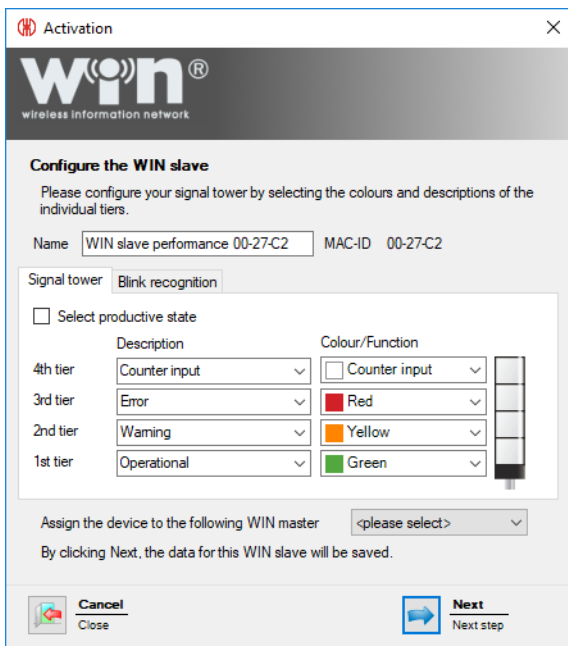 Activation
WIN®
wireless information network
Configure the WIN slave
Please configure your signal tower by selecting the colours and descriptions of the
individual tiers.
Name WIN slave performance 00-27-C2 MAC-ID 00-27-C2
Signal tower Blink recognition
Select productive state
Description Colour/Function
4th tier Counter input Counter input
3rd tier Error Red
2nd tier Warning Yellow
1st tier Operational Green
Assign the device to the following WIN master <please select>
By clicking Next, the data for this WIN slave will be saved.
Cancel Next
Close Next step